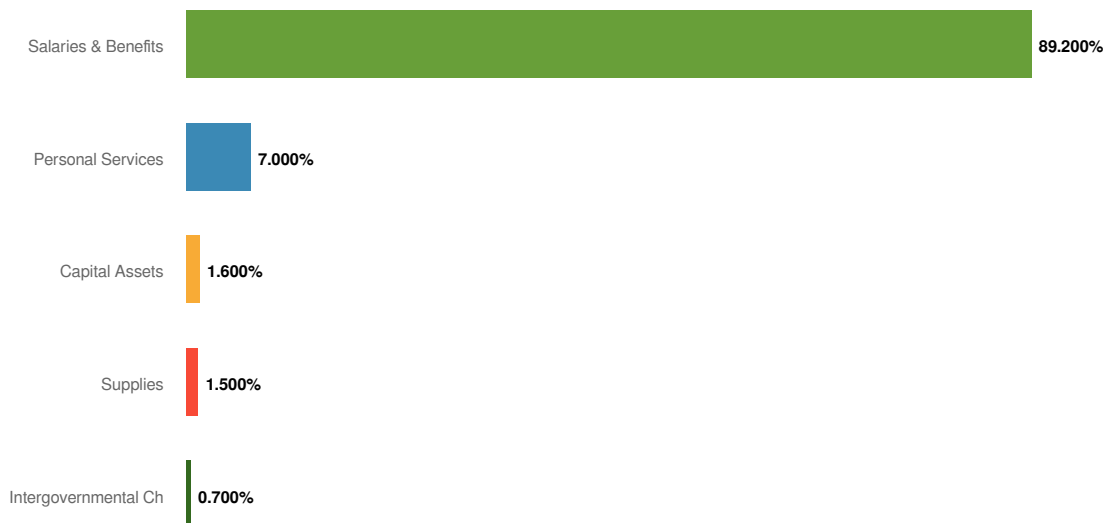 Salaries & Benefits 89.200%
Personal Services 7.000%
Capital Assets 1.600%
Supplies 1.500%
Intergovernmental Ch 0.700%